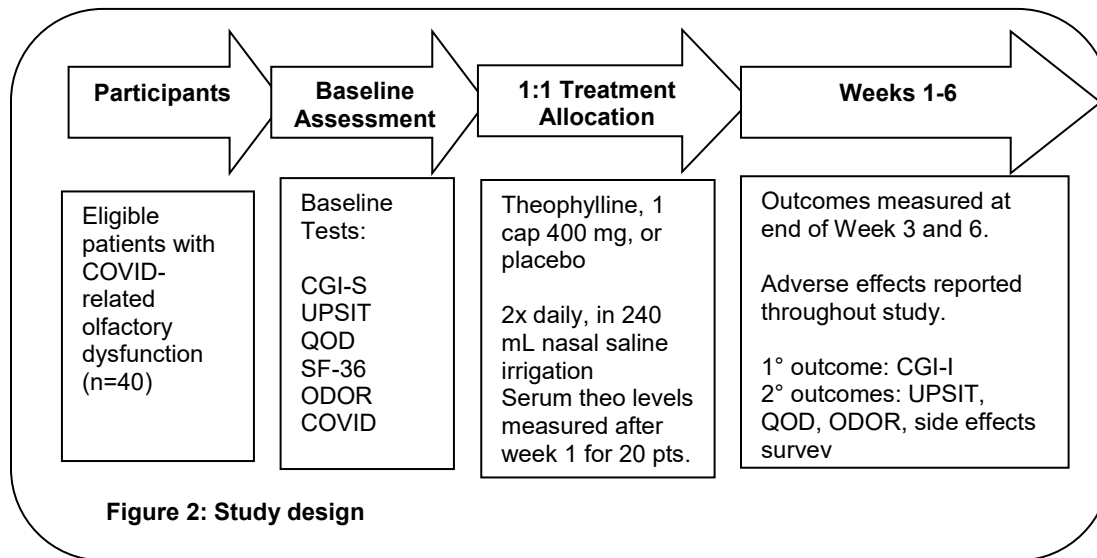 Participants
Baseline
Assessment
1:1 Treatment
Allocation
Weeks 1-6
Eligible
patients with
COVID-
related
olfactory
dysfunction
(n=40)
Baseline
Tests:
CGI-S
UPSIT
QOD
SF-36
ODOR
COVID
Theophylline, 1
cap 400 mg, or
placebo
2x daily, in 240
mL nasal saline
irrigation
Serum theo levels
measured after
week 1 for 20 pts.
Outcomes measured at
end of Week 3 and 6.
Adverse effects reported
throughout study.
1° outcome: CGI-I
2° outcomes: UPSIT,
QOD, ODOR, side effects
survey
Figure 2: Study design